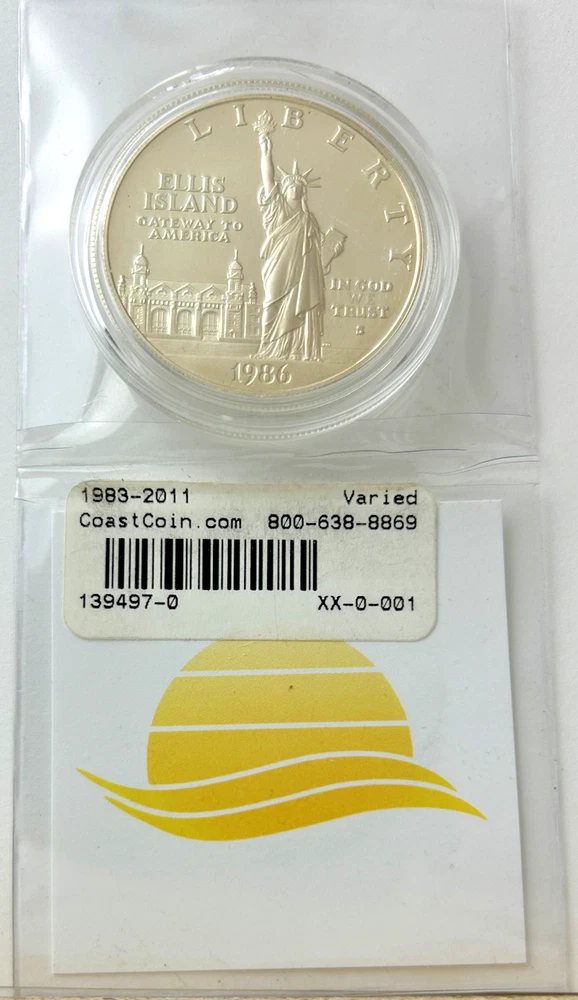 LIBERTY
ELLIS
ISLAND
GATEWAY TO
AMERICA
IN GOD
WE
TRUST
S
1986
1983-2011 Varied
CoastCoin.com 800-638-8869
139497-0 XX-0-001